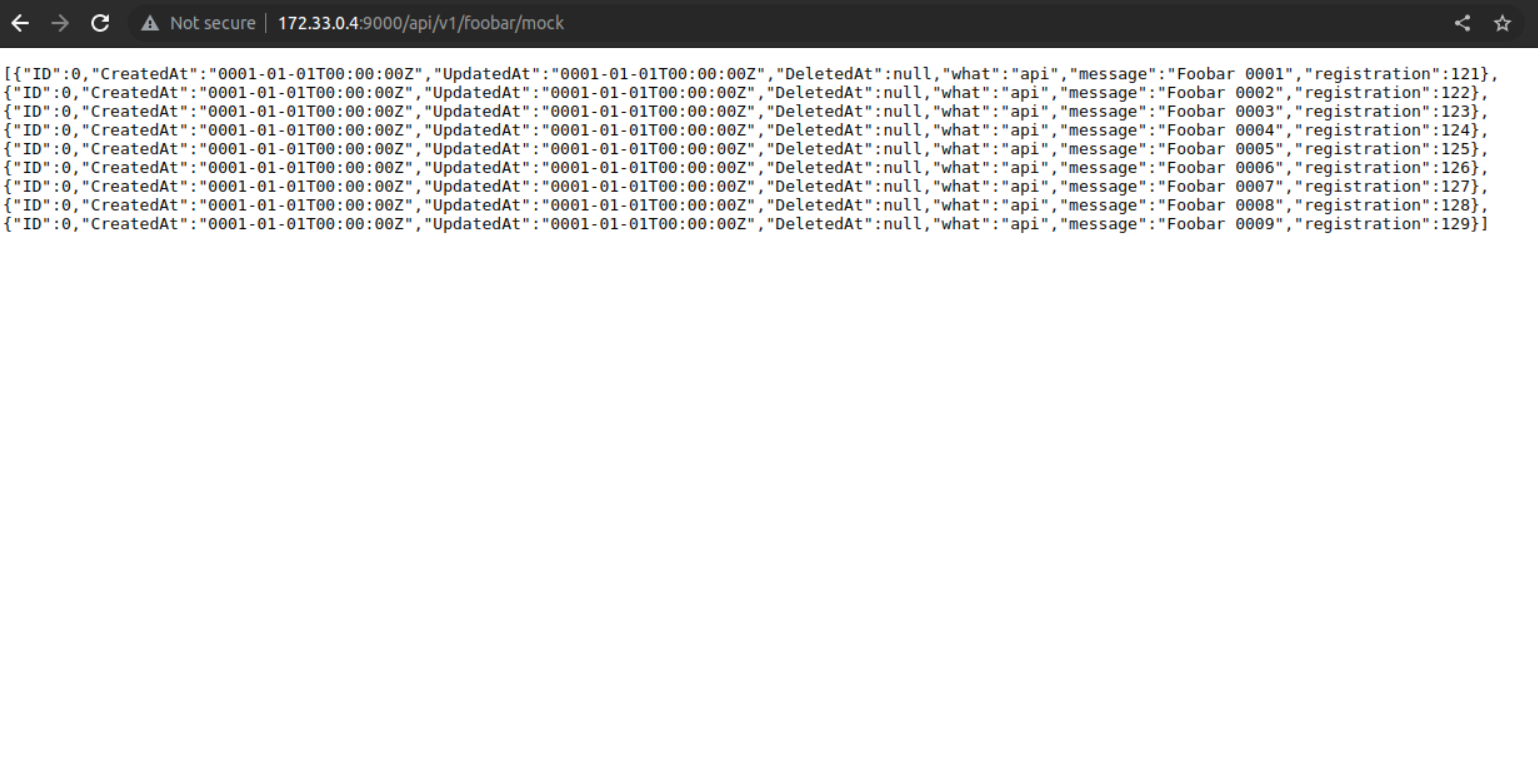 Not secure 172.33.0.4:9000/api/v1/foobar/mock
[{"ID":0,"CreatedAt":"0001-01-01T00:00:00Z","UpdatedAt":"0001-01-01T00:00:00Z","DeletedAt":null,"what":"api","message":"Foobar 0001","registration":121},
{"ID":0,"CreatedAt":"0001-01-01T00:00:00Z","UpdatedAt":"0001-01-01T00:00:00Z","DeletedAt":null,"what":"api","message":"Foobar 0002","registration":122},
{"ID":0,"CreatedAt":"0001-01-01T00:00:00Z","UpdatedAt":"0001-01-01T00:00:00Z","DeletedAt":null,"what":"api","message":"Foobar 0003","registration":123},
{"ID":0,"CreatedAt":"0001-01-01T00:00:00Z","UpdatedAt":"0001-01-01T00:00:00Z","DeletedAt":null,"what":"api","message":"Foobar 0004","registration":124},
{"ID":0,"CreatedAt":"0001-01-01T00:00:00Z","UpdatedAt":"0001-01-01T00:00:00Z","DeletedAt":null,"what":"api","message":"Foobar 0005","registration":125},
{"ID":0,"CreatedAt":"0001-01-01T00:00:00Z","UpdatedAt":"0001-01-01T00:00:00Z","DeletedAt":null,"what":"api","message":"Foobar 0006","registration":126},
{"ID":0,"CreatedAt":"0001-01-01T00:00:00Z","UpdatedAt":"0001-01-01T00:00:00Z","DeletedAt":null,"what":"api","message":"Foobar 0007","registration":127},
{"ID":0,"CreatedAt":"0001-01-01T00:00:00Z","UpdatedAt":"0001-01-01T00:00:00Z","DeletedAt":null,"what":"api","message":"Foobar 0008","registration":128},
{"ID":0,"CreatedAt":"0001-01-01T00:00:00Z","UpdatedAt":"0001-01-01T00:00:00Z","DeletedAt":null,"what":"api","message":"Foobar 0009","registration":129}]